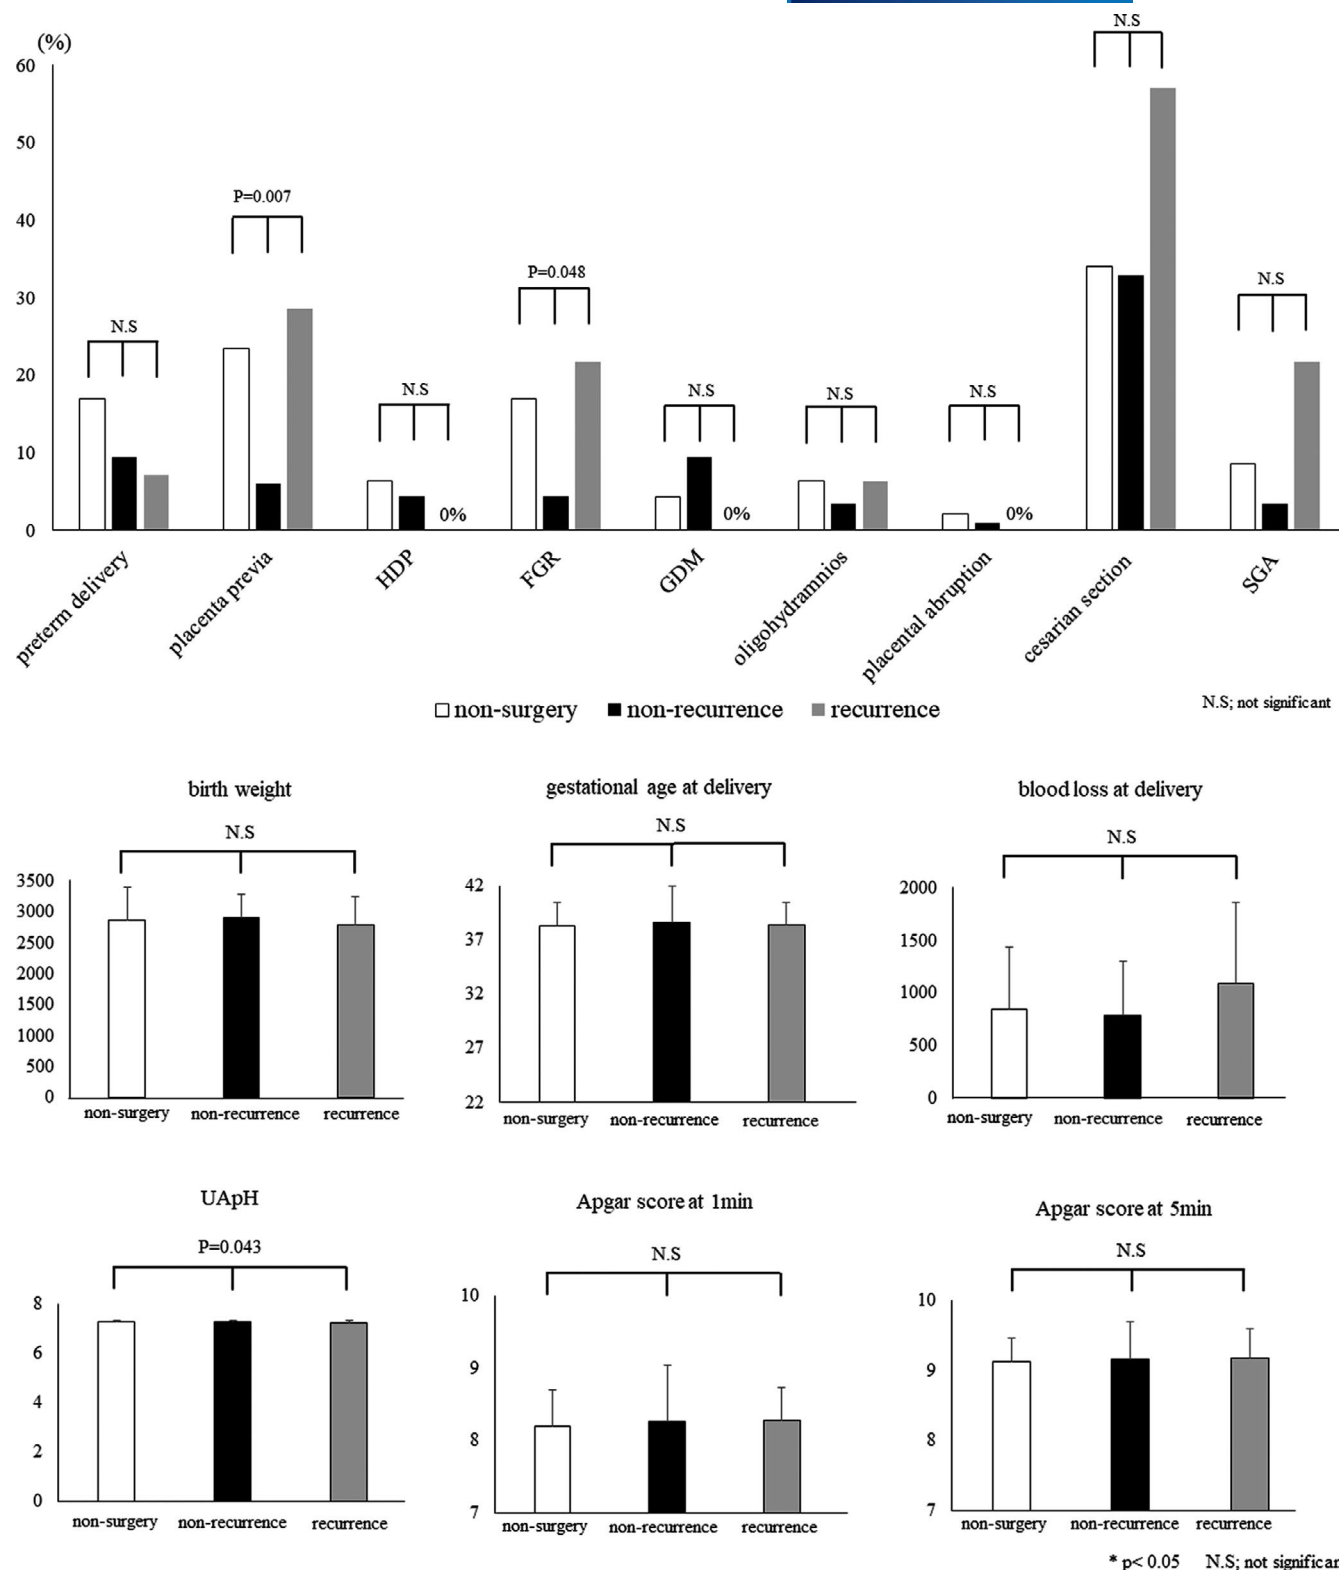 N.S
(%)
60
50
P=0.007
40
P=0.048
30
N.S
N.S
20
N.S
N.S
N.S
N.S
10
0%
0%
0%
0
preterm delivery
placenta previa
HDP
FGR
GDM
oligohydramnios
placental abruption
cesarian section
SGA
non-surgery non-recurrence recurrence
N.S; not significant
birth weight
N.S
3500
3000
2500
2000
1500
1000
500
0
non-surgery non-recurrence recurrence
gestational age at delivery
N.S
42
37
32
27
22
non-surgery non-recurrence recurrence
blood loss at delivery
N.S
2000
1500
1000
500
0
non-surgery non-recurrence recurrence
UApH
P=0.043
8
6
4
2
0
non-surgery non-recurrence recurrence
Apgar score at 1min
N.S
10
9
8
7
non-surgery non-recurrence recurrence
Apgar score at 5min
N.S
10
9
8
7
non-surgery non-recurrence recurrence
* p< 0.05 N.S; not significan